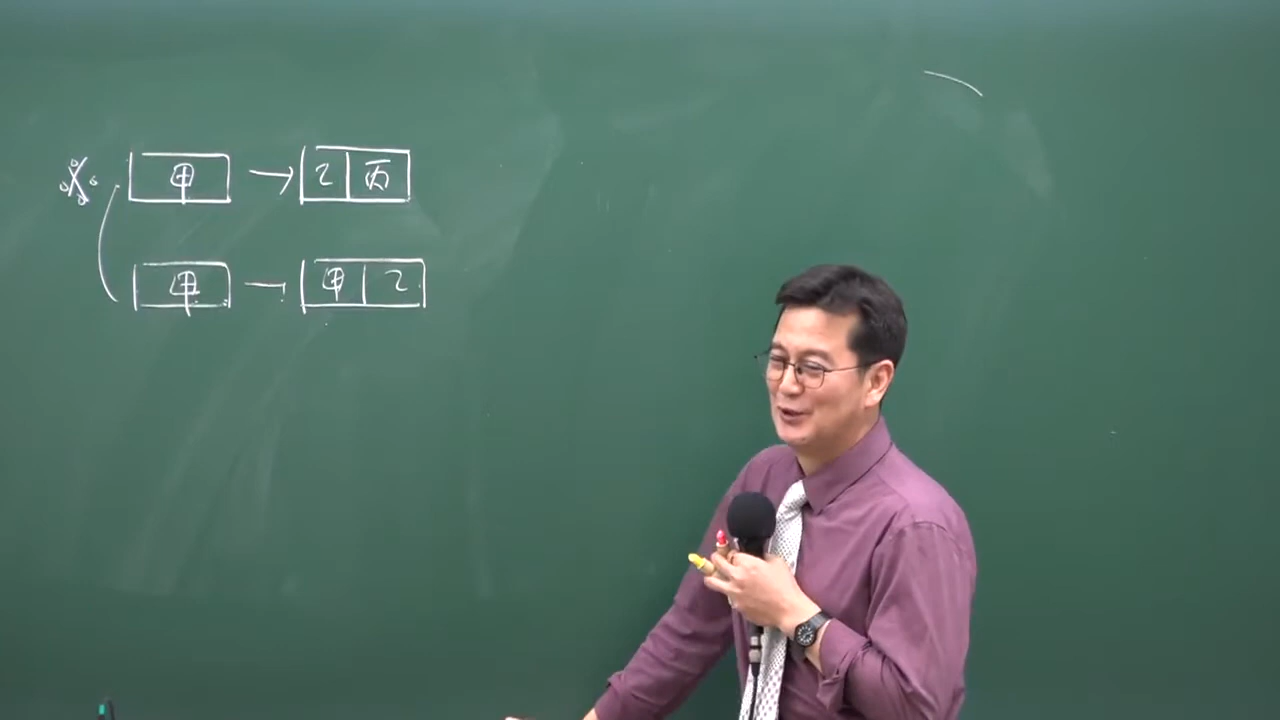 ※ 甲 → 乙 丙
甲 → 甲 乙